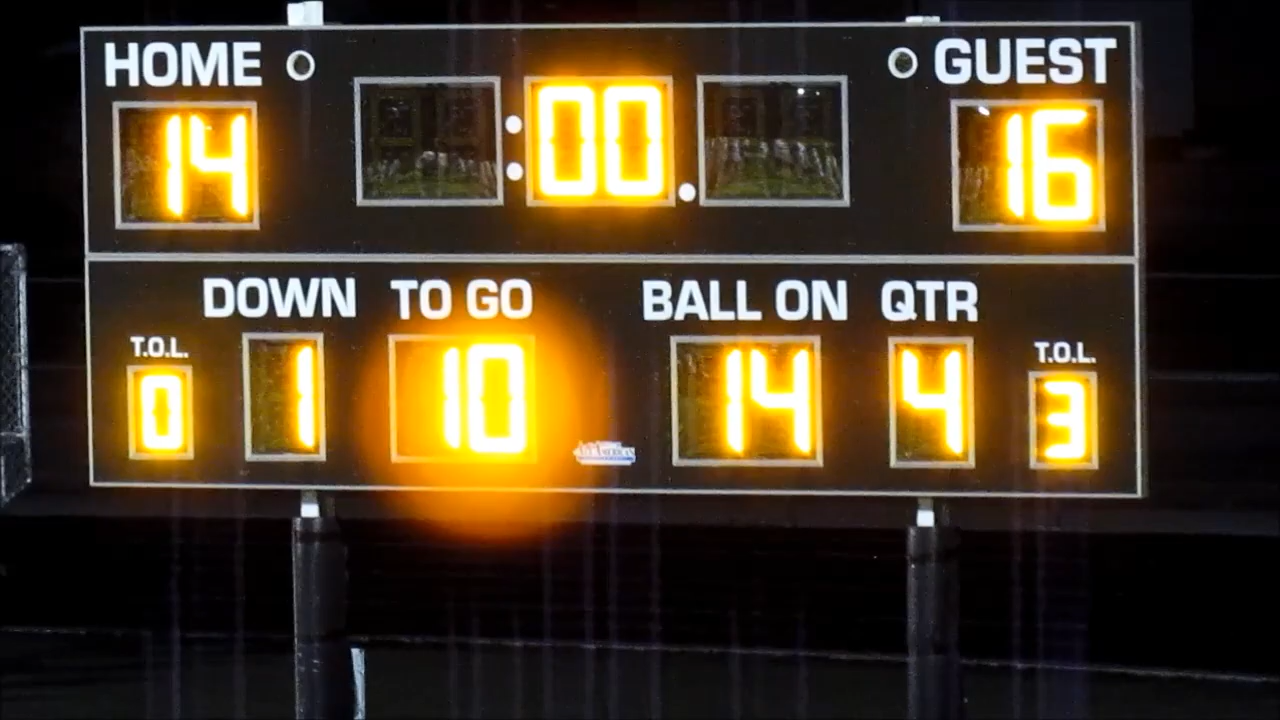 HOME GUEST
14 :00. 16
DOWN TO GO BALL ON QTR
T.O.L. T.O.L.
0 1 10 14 4 3